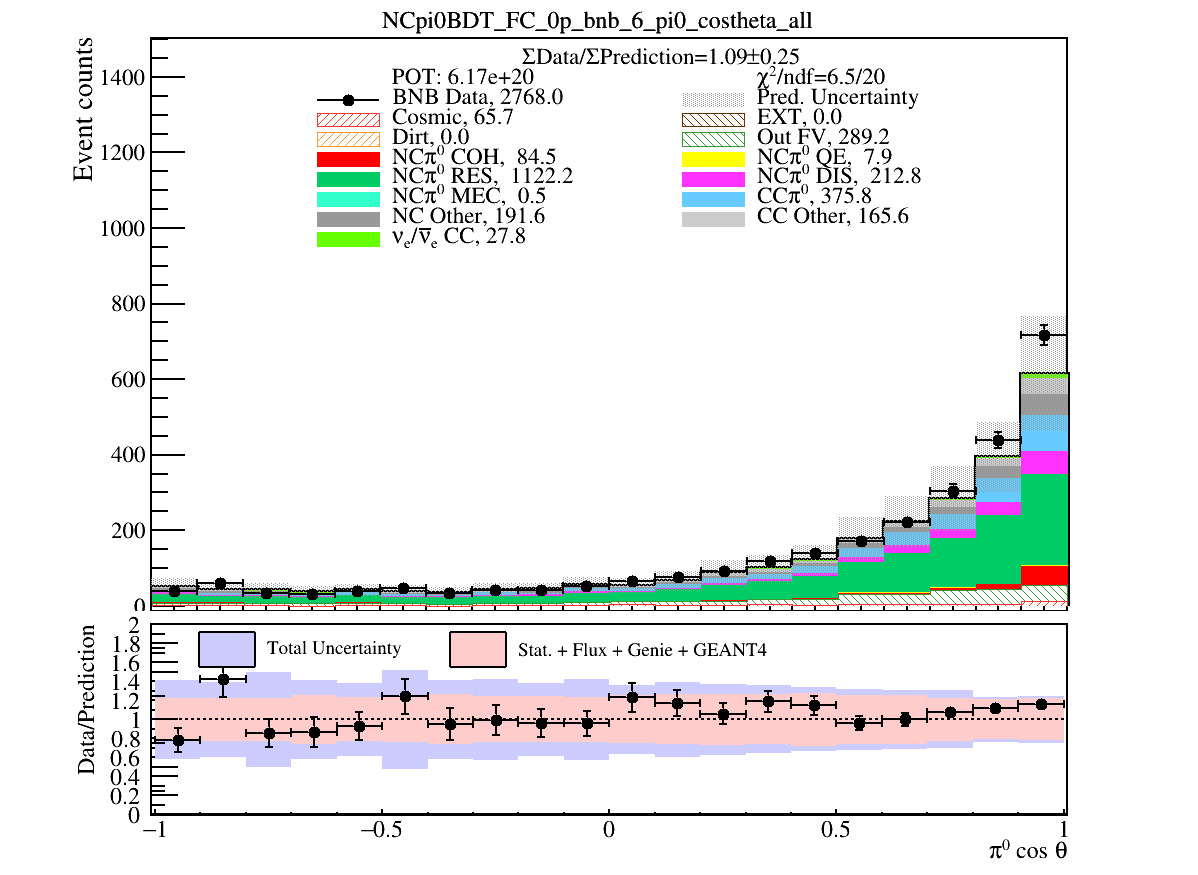 NCpi0BDT_FC_0p_bnb_6_pi0_costheta_all
ΣData/ΣPrediction=1.09±0.25
POT: 6.17e+20
χ²/ndf=6.5/20
BNB Data, 2768.0
Pred. Uncertainty
Cosmic, 65.7
EXT, 0.0
Dirt, 0.0
Out FV, 289.2
NCπ⁰ COH, 84.5
NCπ⁰ QE, 7.9
NCπ⁰ RES, 1122.2
NCπ⁰ DIS, 212.8
NCπ⁰ MEC, 0.5
CCπ⁰, 375.8
NC Other, 191.6
CC Other, 165.6
νₑ/ν̅ₑ CC, 27.8
Event counts
1400
1200
1000
800
600
400
200
0
Total Uncertainty
Stat. + Flux + Genie + GEANT4
Data/Prediction
2
1.8
1.6
1.4
1.2
1
0.8
0.6
0.4
0.2
0
−1
−0.5
0
0.5
1
π⁰ cos θ